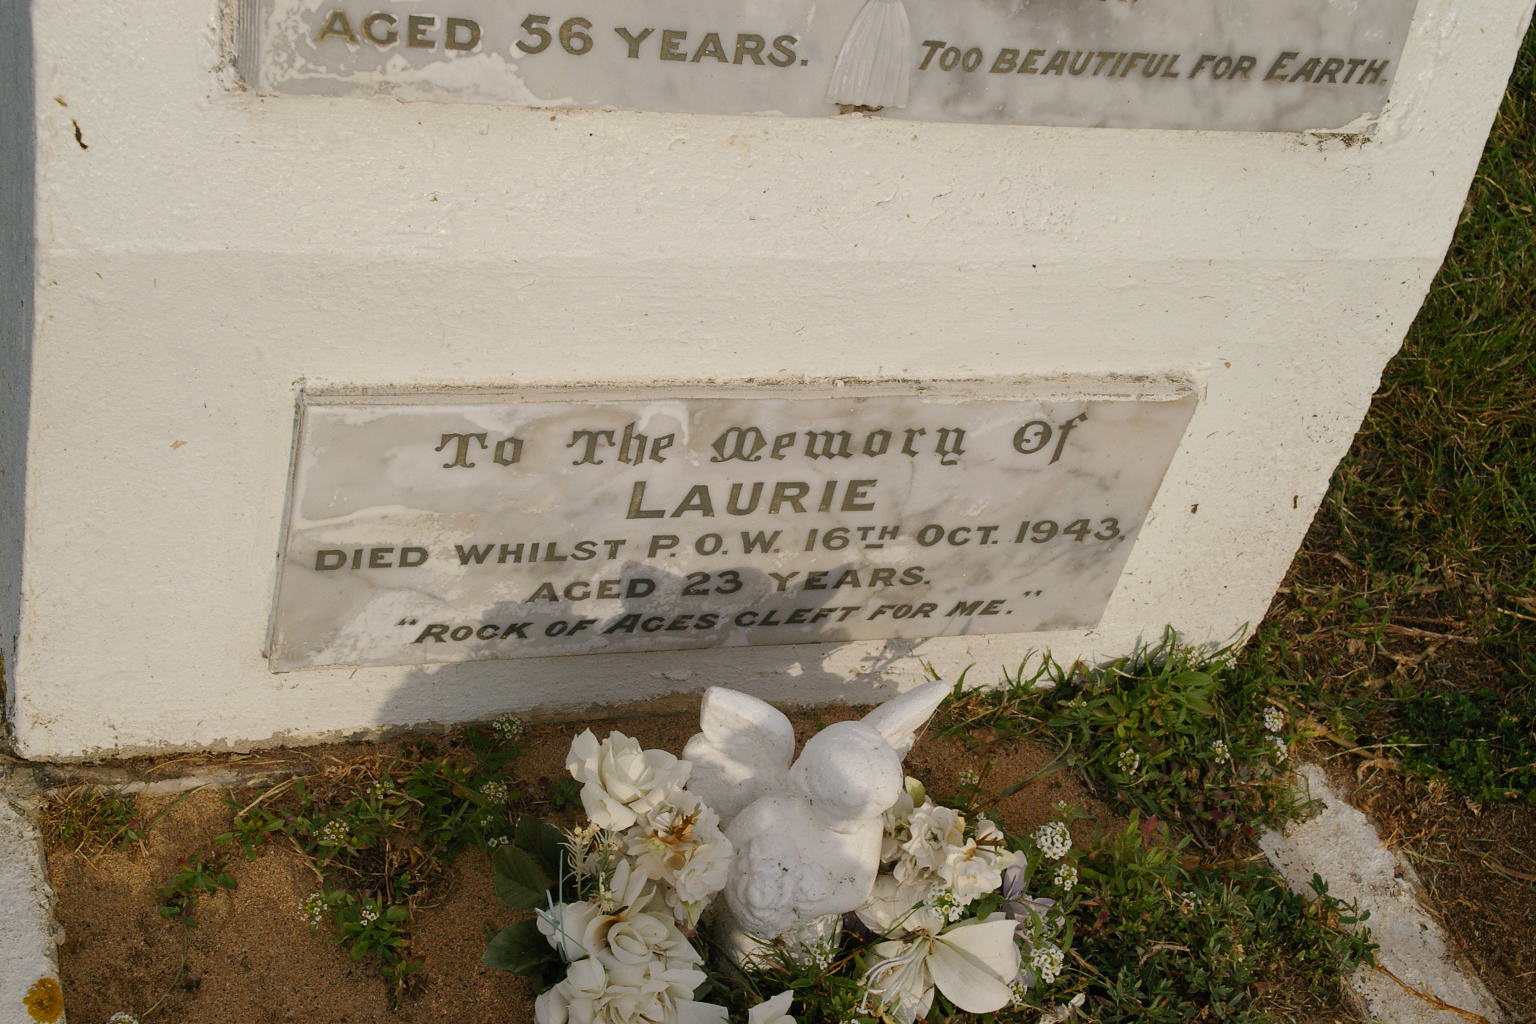 AGED 56 YEARS.
TOO BEAUTIFUL FOR EARTH.
To The Memory Of
LAURIE
DIED WHILST P.O.W. 16TH OCT. 1943.
AGED 23 YEARS.
"ROCK OF AGES CLEFT FOR ME."